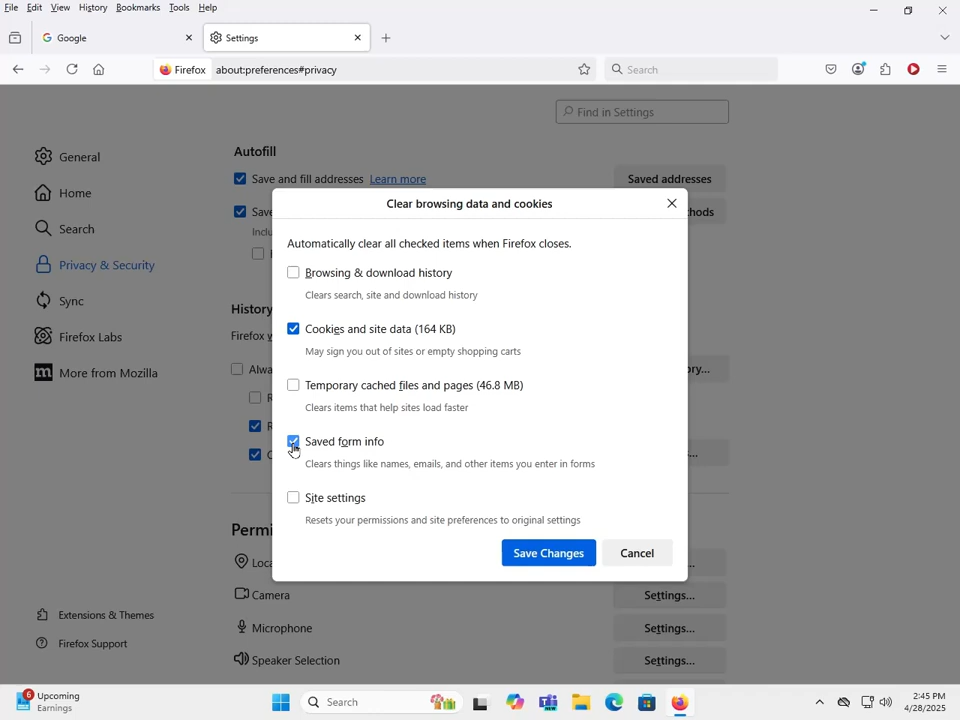 File Edit View History Bookmarks Tools Help
Google
Settings
Firefox about:preferences#privacy
Search
Find in Settings
General
Home
Search
Privacy & Security
Sync
Firefox Labs
More from Mozilla
Extensions & Themes
Firefox Support
Autofill
Save and fill addresses Learn more
Saved addresses
History
Firefox
Clear browsing data and cookies
Automatically clear all checked items when Firefox closes.
Browsing & download history
Clears search, site and download history
Cookies and site data (164 KB)
May sign you out of sites or empty shopping carts
Temporary cached files and pages (46.8 MB)
Clears items that help sites load faster
Saved form info
Clears things like names, emails, and other items you enter in forms
Site settings
Resets your permissions and site preferences to original settings
Save Changes
Cancel
Camera
Settings...
Microphone
Settings...
Speaker Selection
Settings...
6
Upcoming
Earnings
Search
2:45 PM
4/28/2025